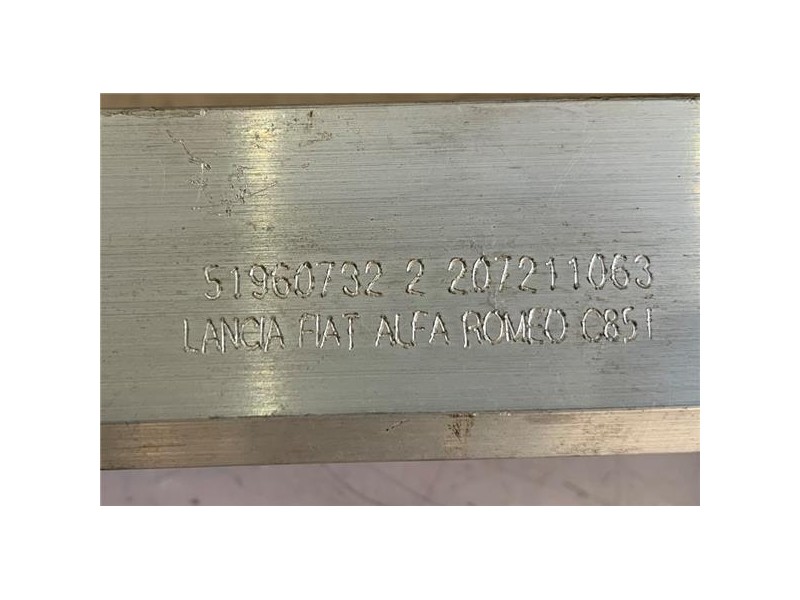 51960732 2 207211063
LANCIA FIAT ALFA ROMEO C851